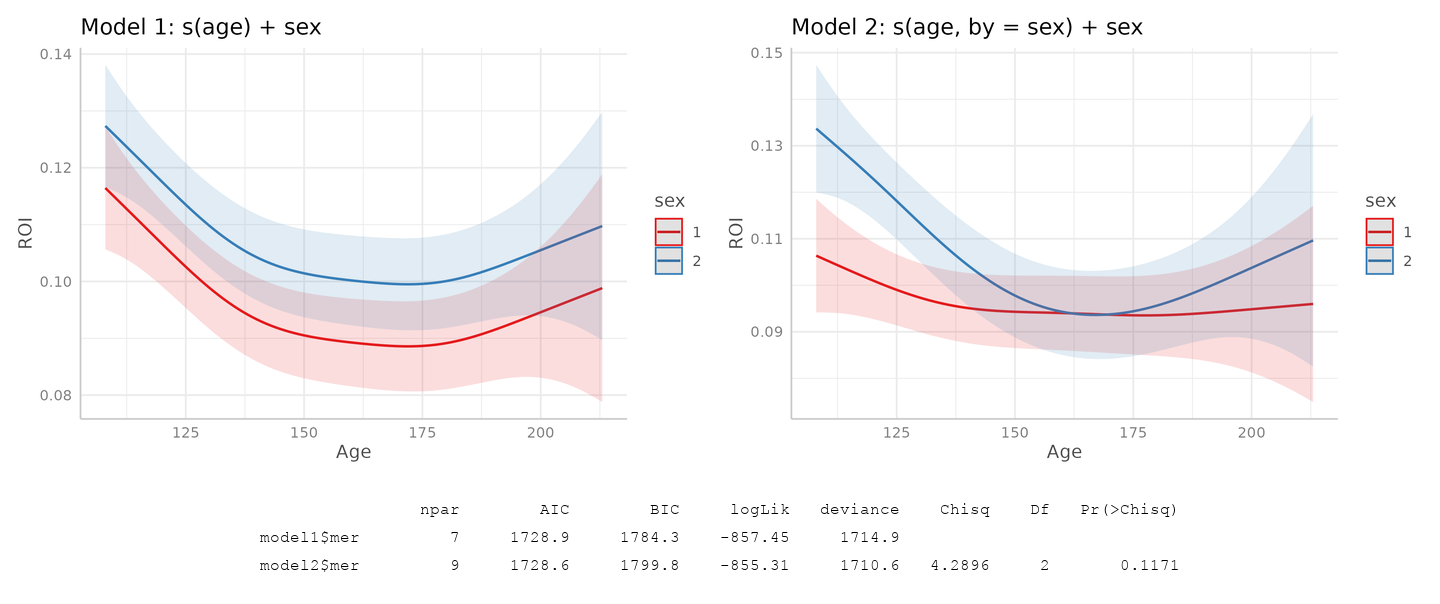 Model 1: s(age) + sex
0.14
0.12
0.10
0.08
ROI
125 150 175 200
Age
sex
1
2
Model 2: s(age, by = sex) + sex
0.15
0.13
0.11
0.09
ROI
125 150 175 200
Age
sex
1
2
npar AIC BIC logLik deviance Chisq Df Pr(>Chisq)
model1$mer 7 1728.9 1784.3 -857.45 1714.9
model2$mer 9 1728.6 1799.8 -855.31 1710.6 4.2896 2 0.1171